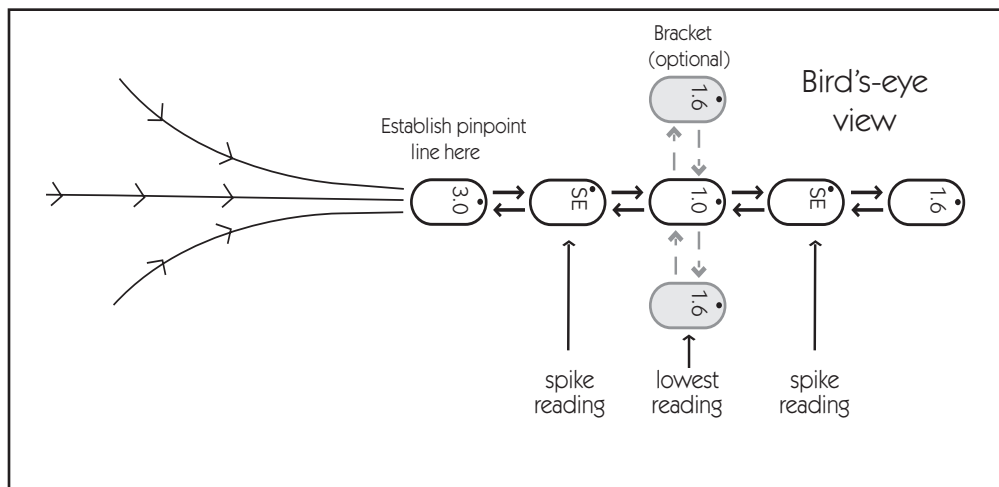 Bracket
(optional)
1.6
Bird's-eye
view
Establish pinpoint
line here
3.0
SE
1.0
SE
1.6
1.6
spike
reading
lowest
reading
spike
reading